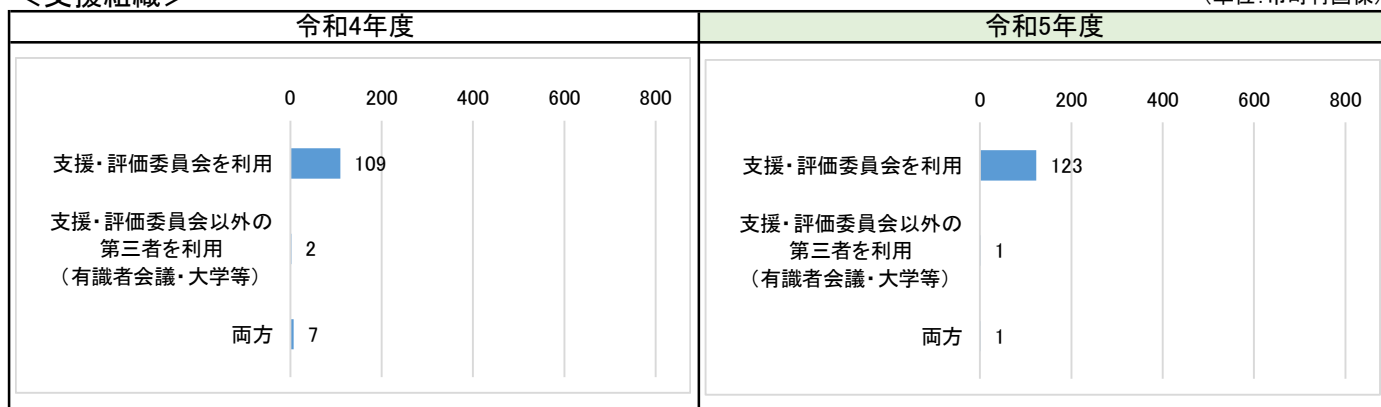 ＜支援組織＞
（単位：市町村国保）
令和4年度
0 200 400 600 800
支援・評価委員会を利用 109
支援・評価委員会以外の
第三者を利用 2
（有識者会議・大学等）
両方 7
令和5年度
0 200 400 600 800
支援・評価委員会を利用 123
支援・評価委員会以外の
第三者を利用 1
（有識者会議・大学等）
両方 1